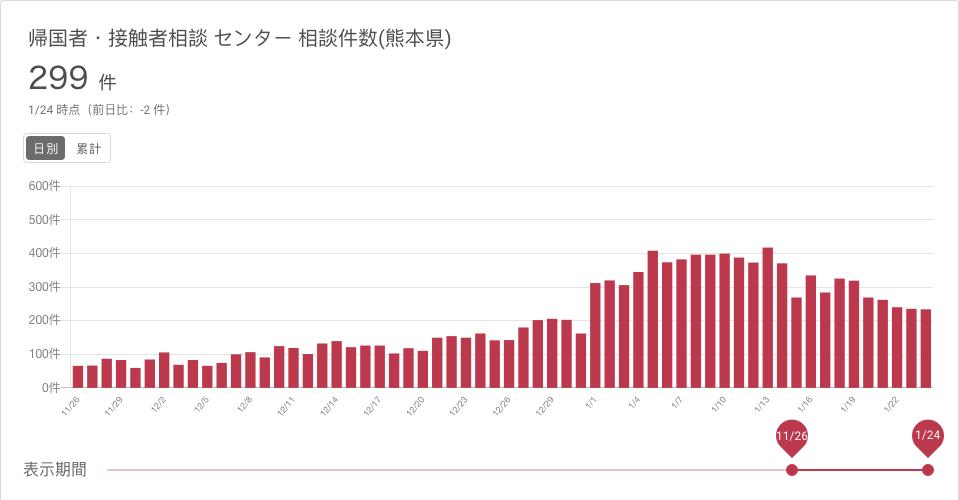 帰国者・接触者相談 センター 相談件数(熊本県)
299 件
1/24 時点（前日比：-2 件）
日別 累計
600件
500件
400件
300件
200件
100件
0件
11/26 11/29 12/2 12/5 12/8 12/11 12/14 12/17 12/20 12/23 12/26 12/29 1/1 1/4 1/7 1/10 1/13 1/16 1/19 1/22
11/26 1/24
表示期間